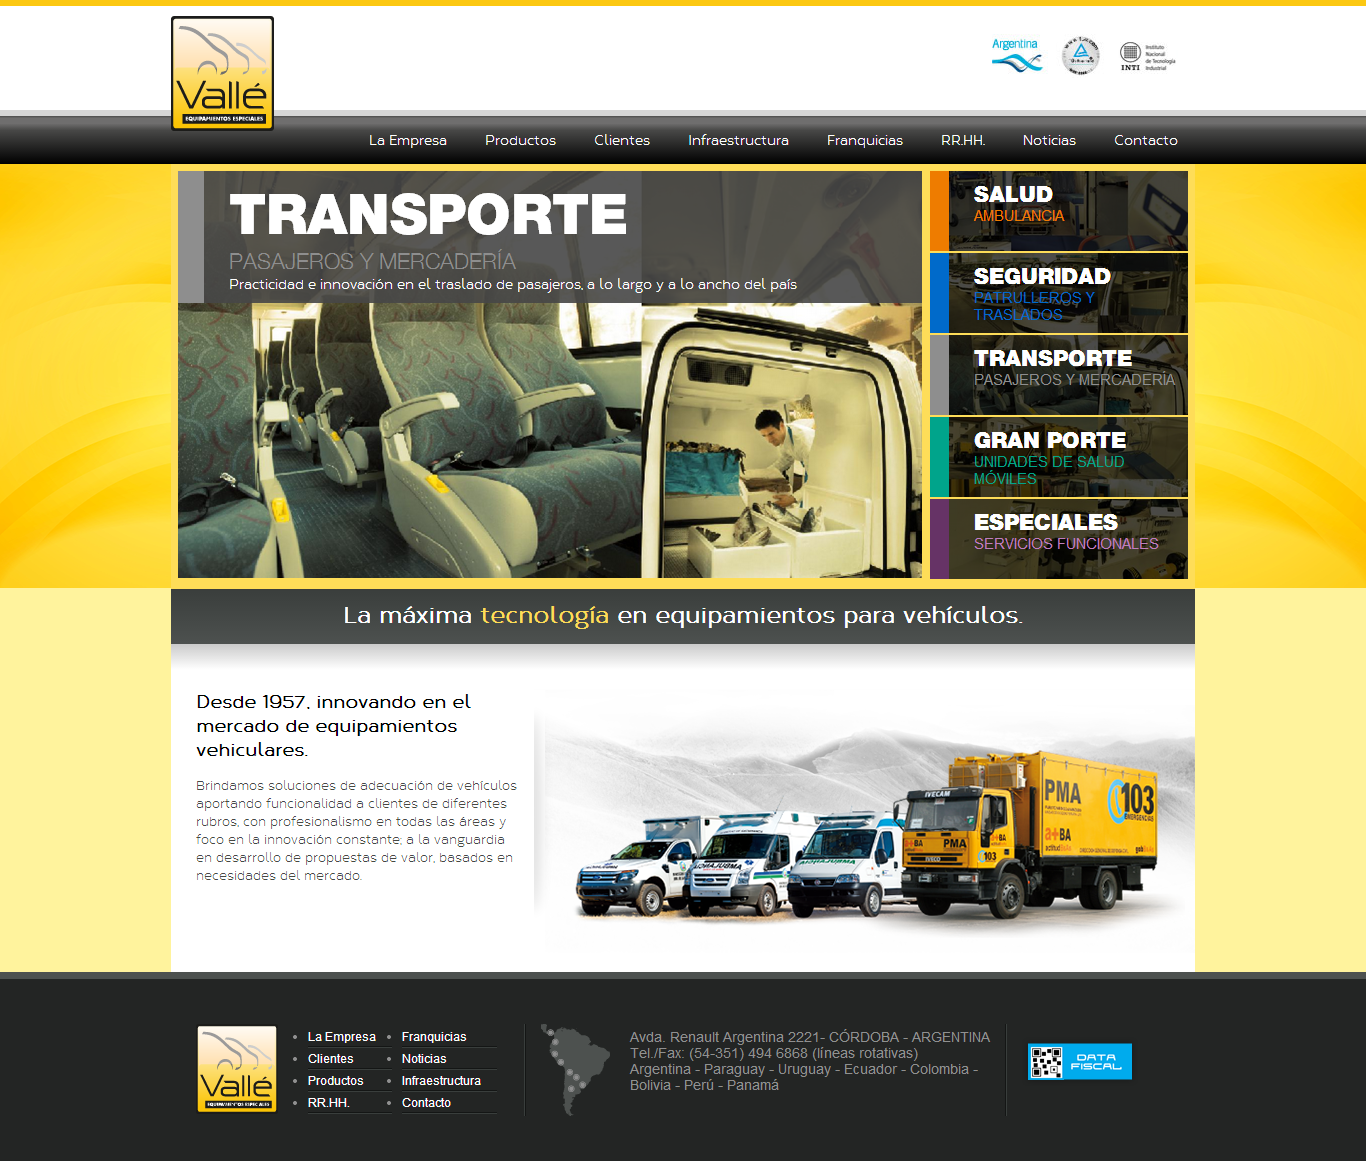 Vallé
EQUIPAMIENTOS ESPECIALES
Argentina
INTI
Instituto
Nacional
de Tecnología
Industrial
La Empresa
Productos
Clientes
Infraestructura
Franquicias
RR.HH.
Noticias
Contacto
TRANSPORTE
PASAJEROS Y MERCADERÍA
Practicidad e innovación en el traslado de pasajeros, a lo largo y a lo ancho del país
SALUD
AMBULANCIA
SEGURIDAD
PATRULLEROS Y
TRASLADOS
TRANSPORTE
PASAJEROS Y MERCADERÍA
GRAN PORTE
UNIDADES DE SALUD
MÓVILES
ESPECIALES
SERVICIOS FUNCIONALES
La máxima tecnología en equipamientos para vehículos.
Desde 1957, innovando en el
mercado de equipamientos
vehiculares.
Brindamos soluciones de adecuación de vehículos
aportando funcionalidad a clientes de diferentes
rubros, con profesionalismo en todas las áreas y
foco en la innovación constante; a la vanguardia
en desarrollo de propuestas de valor, basados en
necesidades del mercado.
IVECAM
PMA
103
EMERGENCIAS
a+BA
a+BA
PMA
IVECO
103
Vallé
EQUIPAMIENTOS ESPECIALES
La Empresa
Franquicias
Clientes
Noticias
Productos
Infraestructura
RR.HH.
Contacto
Avda. Renault Argentina 2221- CÓRDOBA - ARGENTINA
Tel./Fax: (54-351) 494 6868 (líneas rotativas)
Argentina - Paraguay - Uruguay - Ecuador - Colombia -
Bolivia - Perú - Panamá
DATA
FISCAL